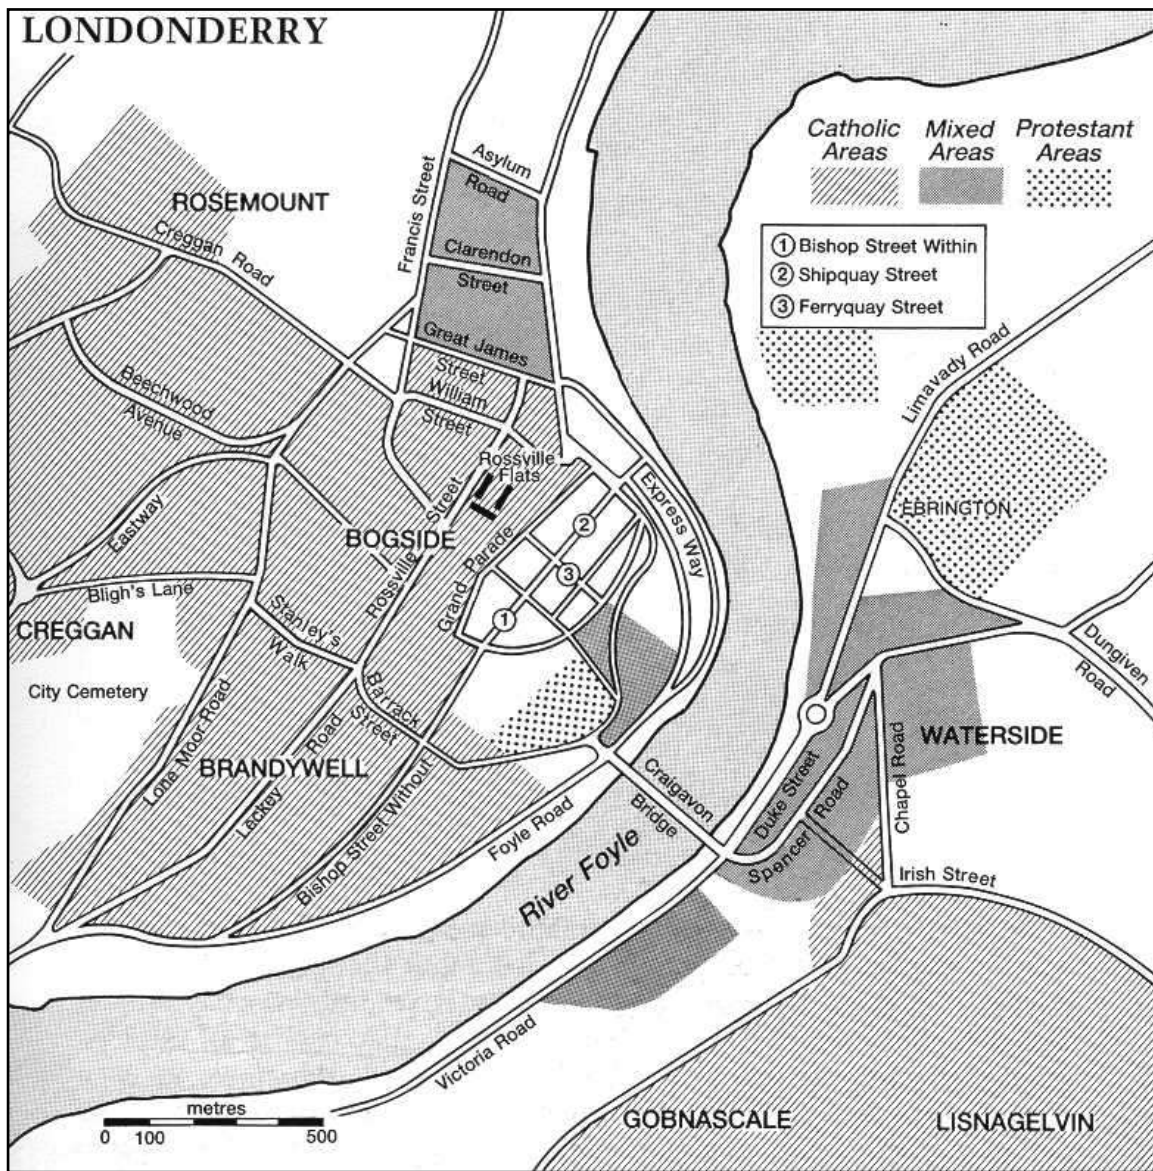 LONDONDERRY
Catholic
Areas
Mixed
Areas
Protestant
Areas
1 Bishop Street Within
2 Shipquay Street
3 Ferryquay Street
ROSEMOUNT
Creggan Road
Francis Street
Asylum
Road
Clarendon
Street
Great James
Street
William
Street
Beechwood
Avenue
Eastway
Bligh's Lane
CREGGAN
City Cemetery
Rossville
Flats
BOGSIDE
Rossville Street
Grand Parade
2
3
1
Express Way
Stanley's
Walk
Barrack
Street
Lone Moor Road
BRANDYWELL
Lecky Road
Bishop Street Without
Foyle Road
Craigavon
Bridge
River Foyle
Limavady Road
EBRINGTON
Dungiven
Road
WATERSIDE
Chapel Road
Duke Street
Spencer Road
Irish Street
Victoria Road
GOBNASCALE
LISNAGELVIN
metres
0 100 500